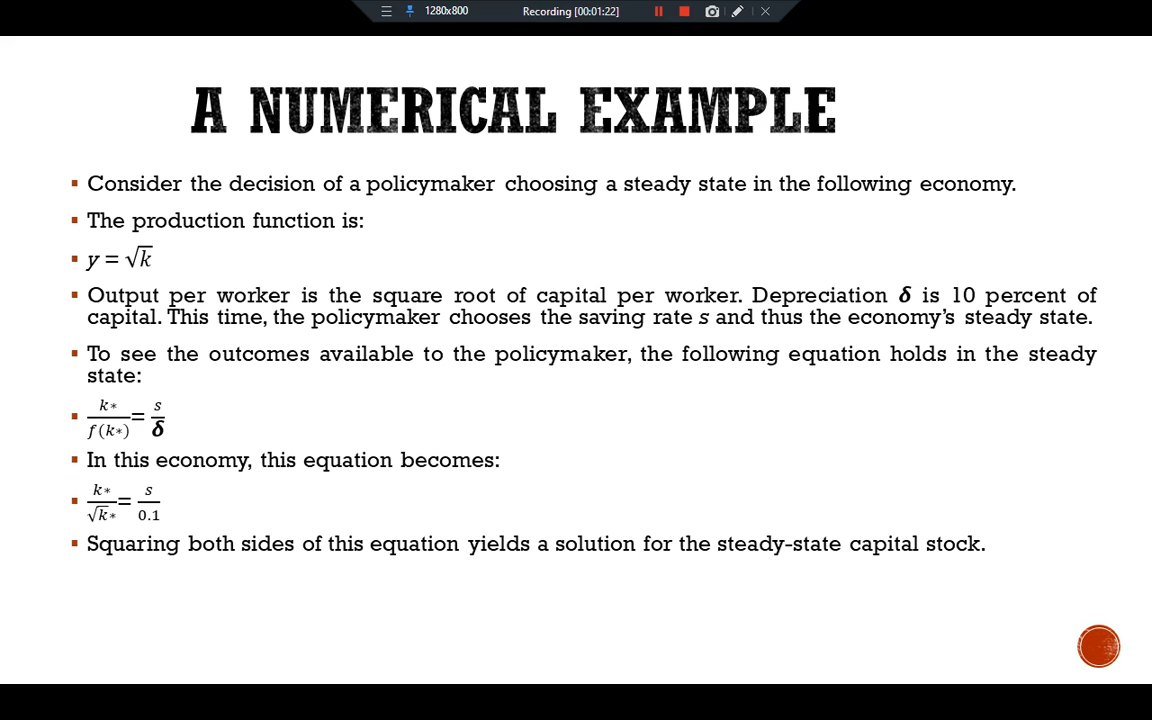 1280x800 Recording [00:01:22]
A NUMERICAL EXAMPLE
▪ Consider the decision of a policymaker choosing a steady state in the following economy.
▪ The production function is:
▪ y = √k
▪ Output per worker is the square root of capital per worker. Depreciation δ is 10 percent of
capital. This time, the policymaker chooses the saving rate s and thus the economy’s steady state.
▪ To see the outcomes available to the policymaker, the following equation holds in the steady
state:
▪ k∗/f(k∗) = s/δ
▪ In this economy, this equation becomes:
▪ k∗/√k∗ = s/0.1
▪ Squaring both sides of this equation yields a solution for the steady-state capital stock.